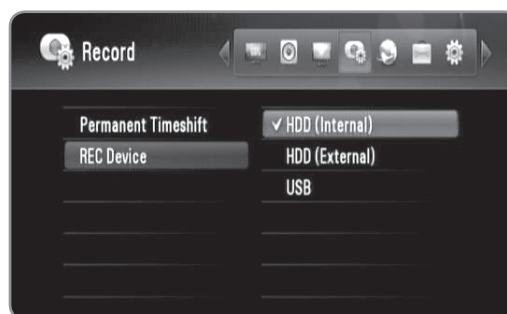 Record
Permanent Timeshift
REC Device
✔ HDD (Internal)
HDD (External)
USB